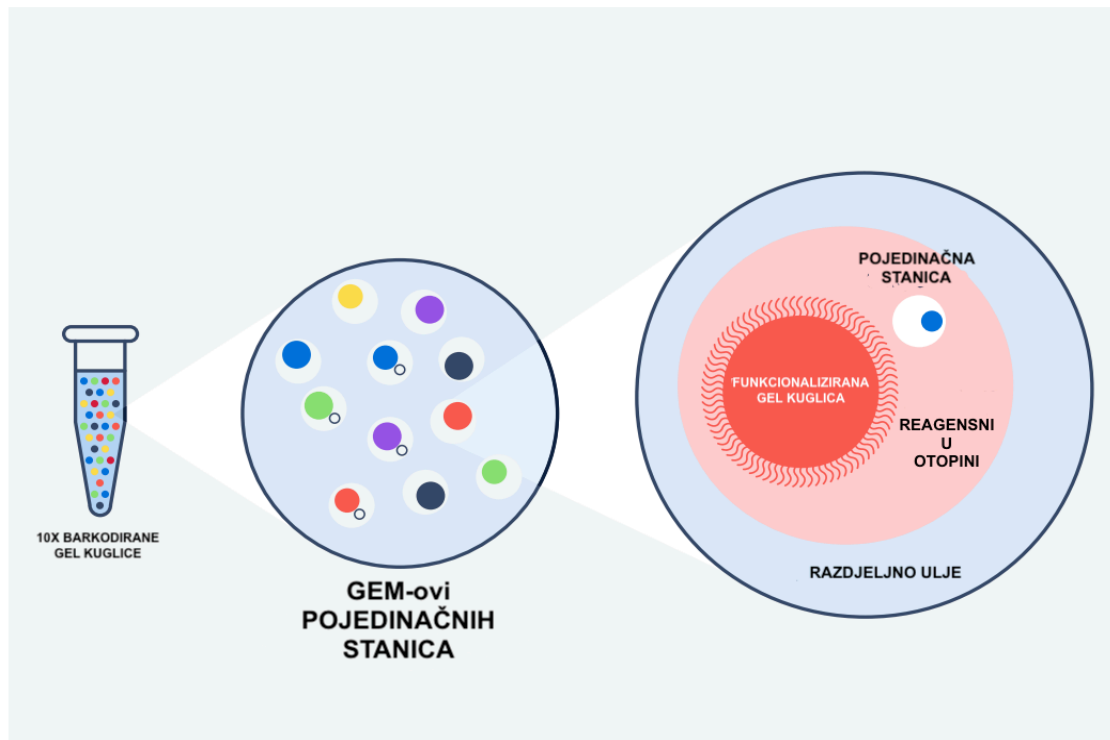 10X BARKODIRANE
GEL KUGLICE
GEM-ovi
POJEDINAČNIH
STANICA
POJEDINAČNA
STANICA
FUNKCIONALIZIRANA
GEL KUGLICA
REAGENSNI
U
OTOPINI
RAZDJELJNO ULJE